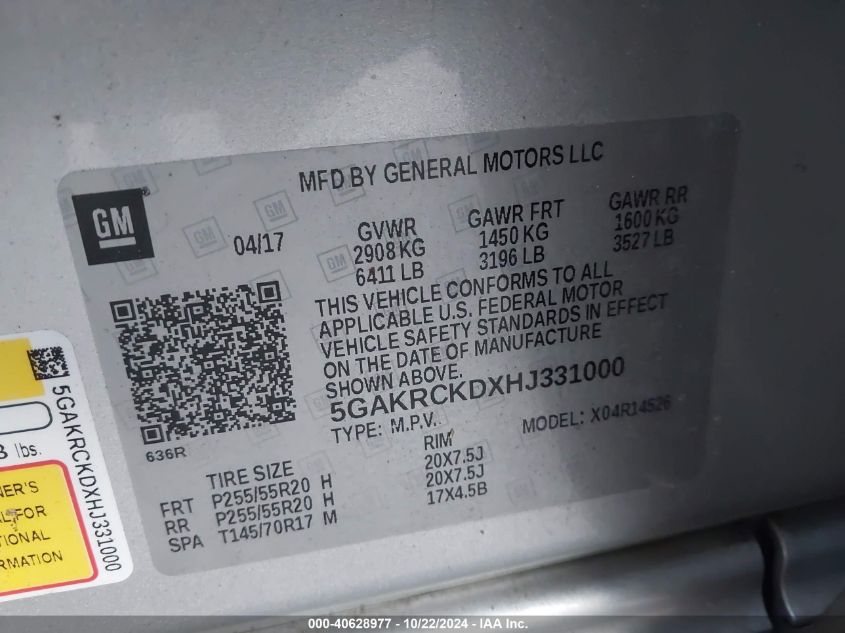 MFD BY GENERAL MOTORS LLC
GM
04/17
GVWR
2908 KG
6411 LB
GAWR FRT
1450 KG
3196 LB
GAWR RR
1600 KG
3527 LB
THIS VEHICLE CONFORMS TO ALL
APPLICABLE U.S. FEDERAL MOTOR
VEHICLE SAFETY STANDARDS IN EFFECT
ON THE DATE OF MANUFACTURE
SHOWN ABOVE.
5GAKRCKDXHJ331000
TYPE: M.P.V.
MODEL: X04R14526
636R
TIRE SIZE RIM
FRT P255/55R20 H 20X7.5J
RR P255/55R20 H 20X7.5J
SPA T145/70R17 M 17X4.5B
5GAKRCKDXHJ331000
lbs.
NER'S
FOR
TIONAL
RMATION
000-40628977 - 10/22/2024 - IAA Inc.